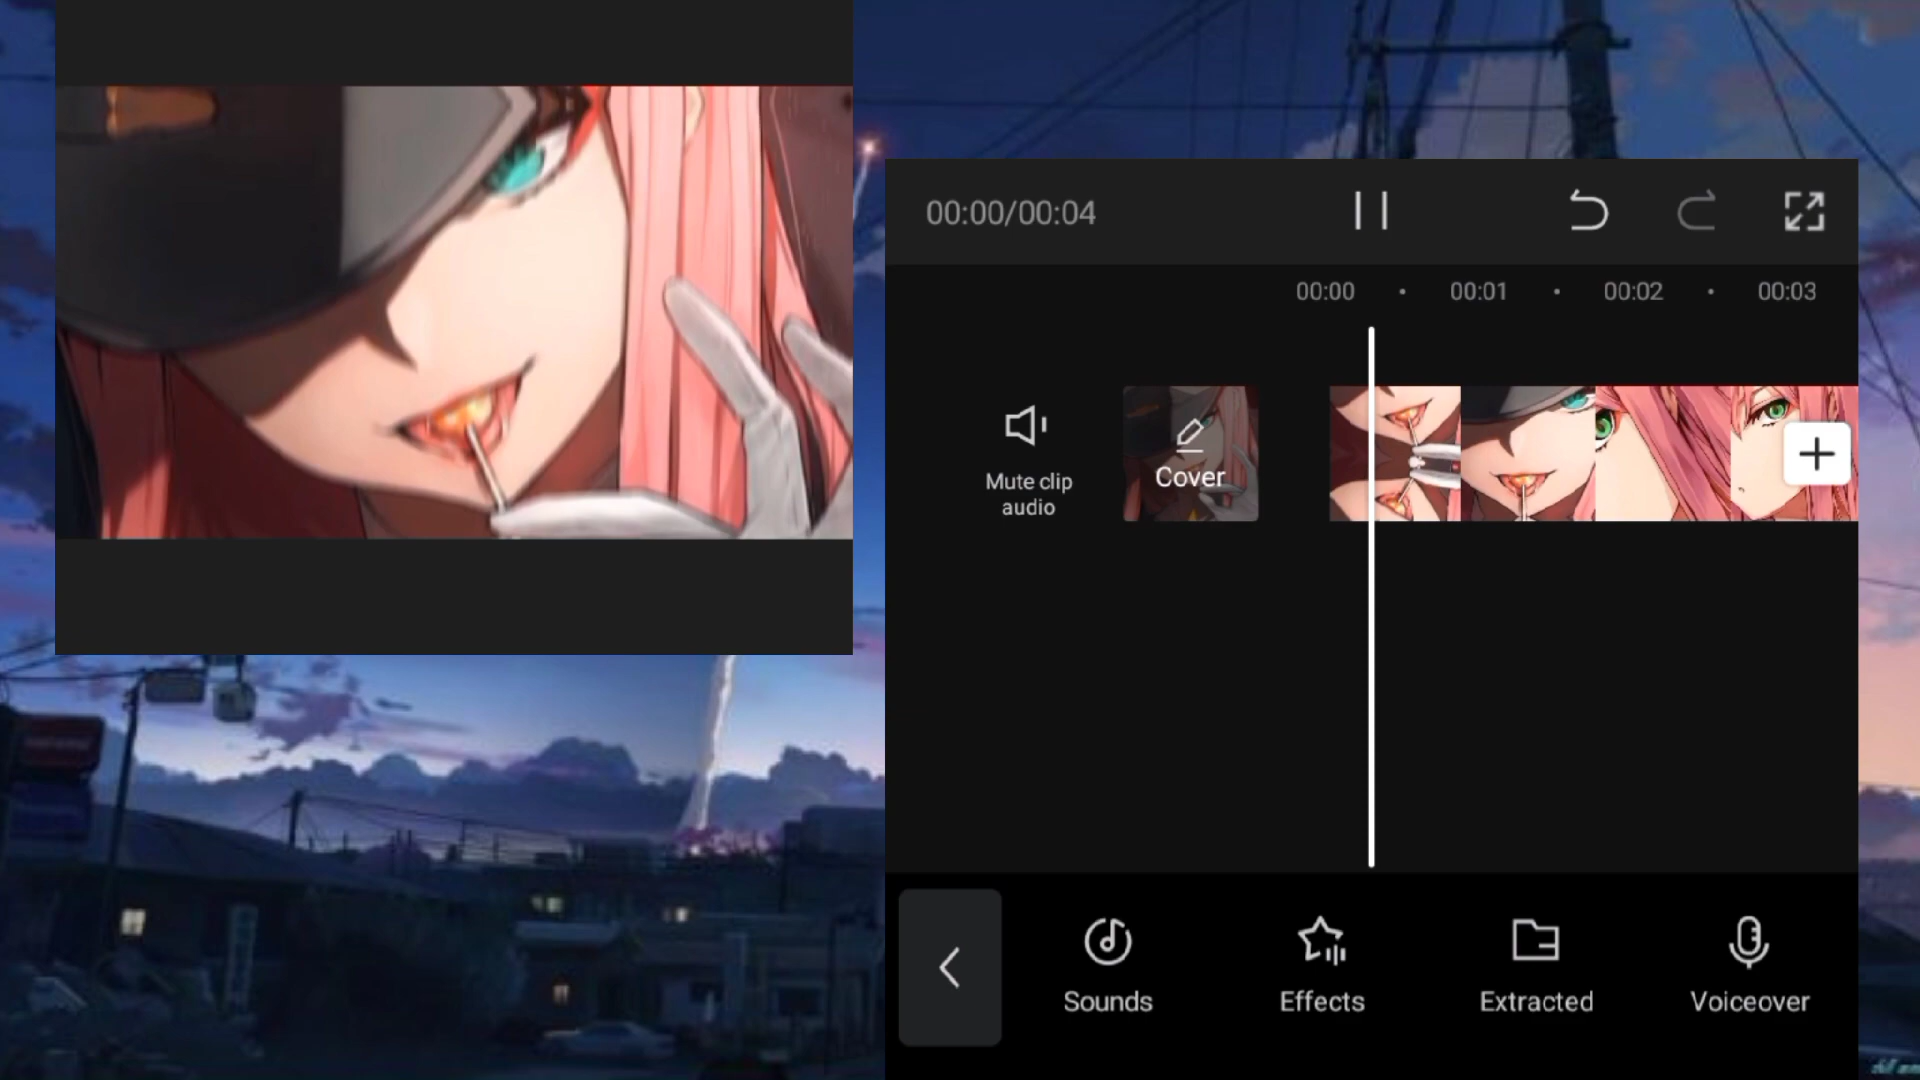 00:00/00:04
00:00
00:01
00:02
00:03
Mute clip
audio
Cover
Sounds
Effects
Extracted
Voiceover